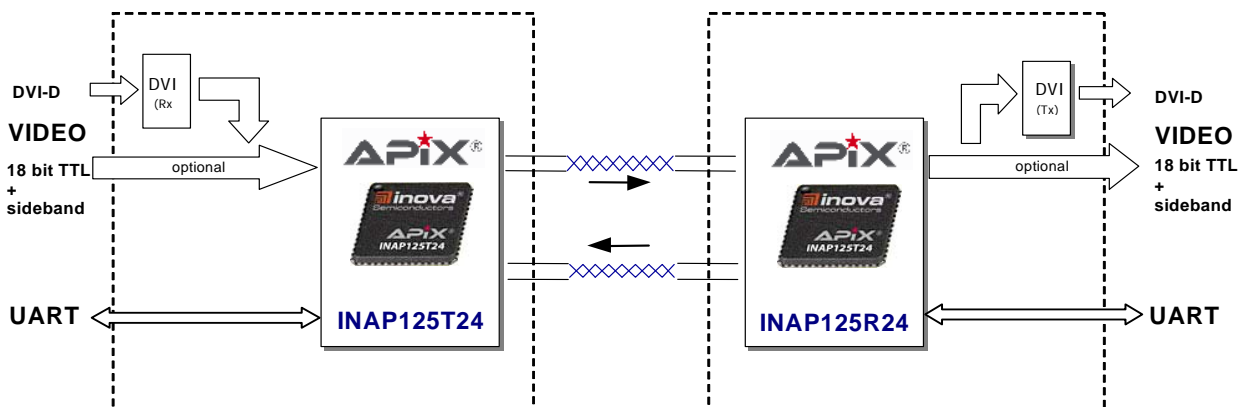 DVI-D
DVI
(Rx
VIDEO
18 bit TTL
+
sideband
optional
UART
APiX®
inova
Semiconductors
APiX
INAP125T24
INAP125T24
APiX®
inova
Semiconductors
APiX
INAP125T24
INAP125R24
DVI
(Tx)
DVI-D
VIDEO
optional
18 bit TTL
+
sideband
UART